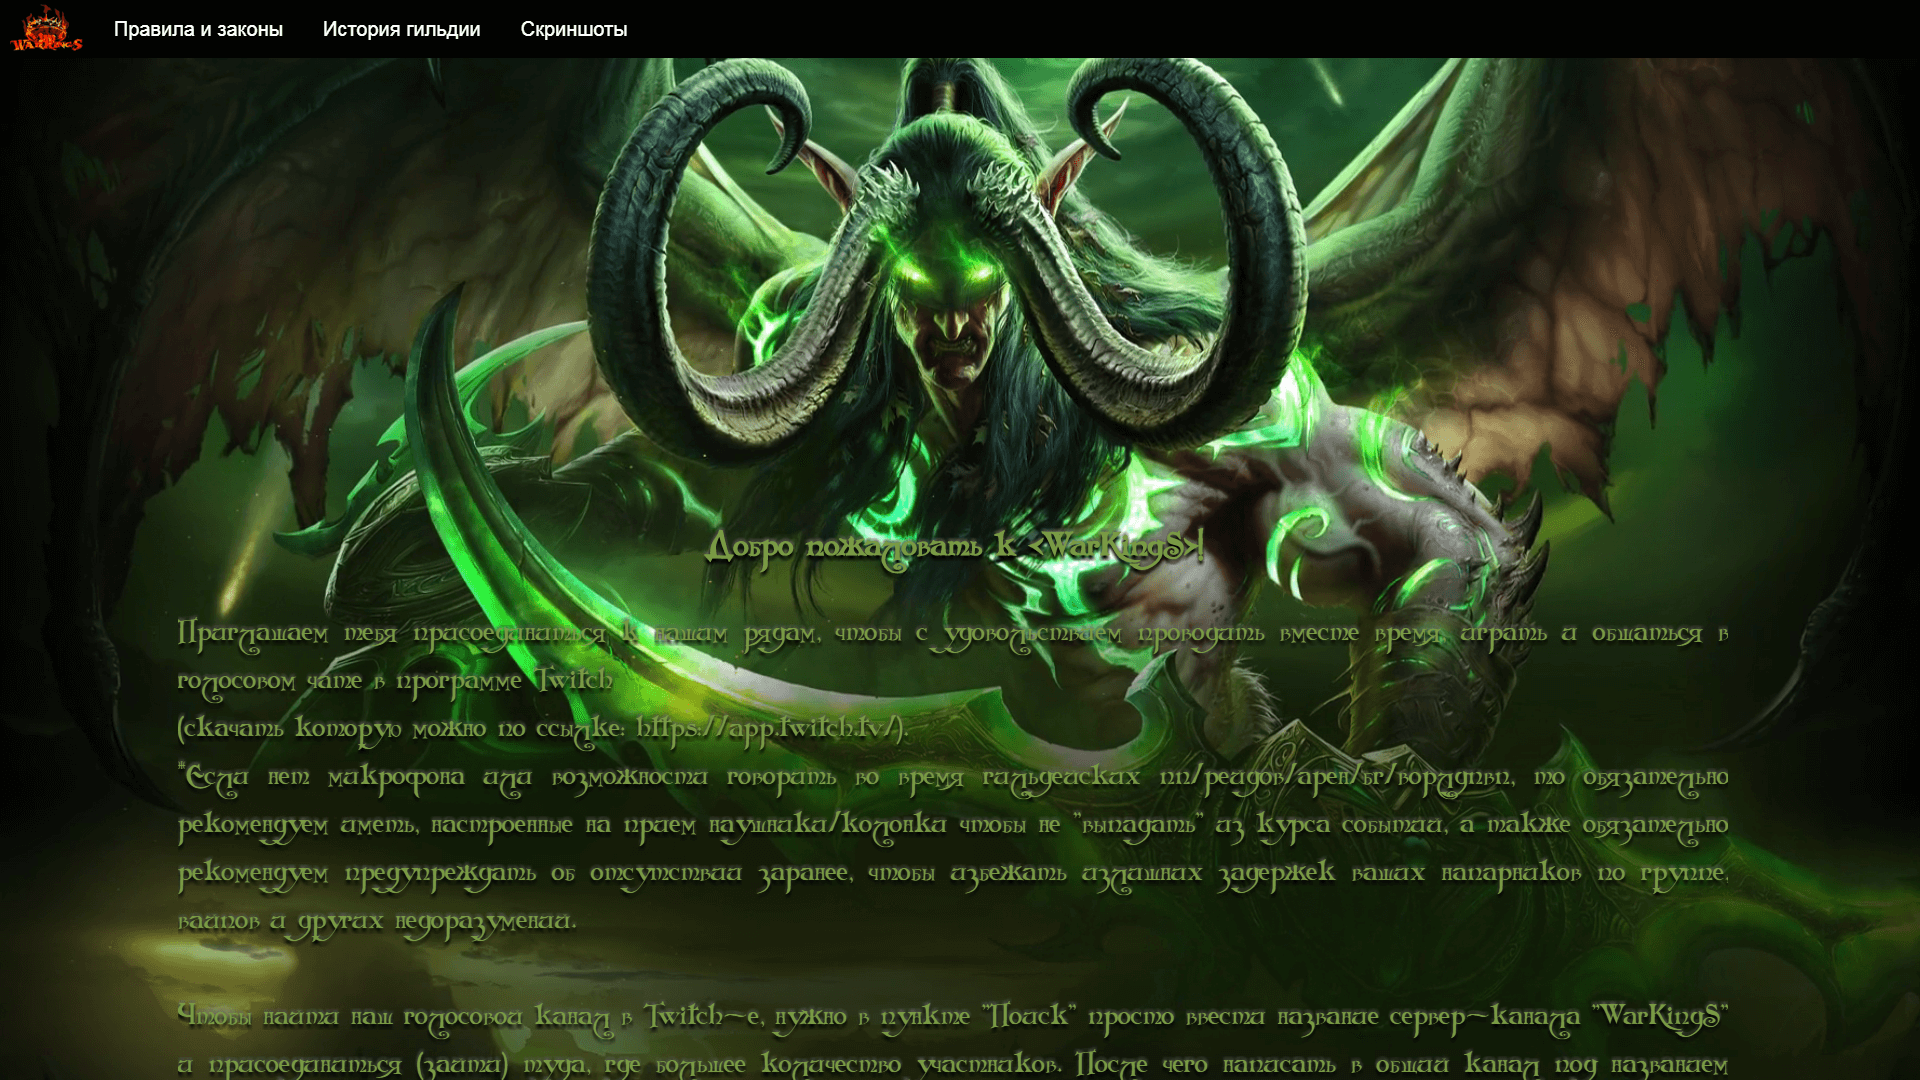 WARKINGS
Правила и законы
История гильдии
Скриншоты
Добро пожаловать к <WarKingS>!
Приглашаем тебя присоединиться к нашим рядам, чтобы с удовольствием проводить вместе время, играть и общаться в
голосовом чате в программе Twitch
(скачать которую можно по ссылке: https://app.twitch.tv/).
*Если нет микрофона или возможности говорить во время гильдейских пп/рейдов/арен/бг/ворлдпвп, то обязательно
рекомендуем иметь, настроенные на прием наушники/колонки чтобы не "выпадать" из курса событий, а также обязательно
рекомендуем предупреждать об отсутствии заранее, чтобы избежать излишних задержек ваших напарников по группе,
вайпов и других недоразумений.
Чтобы найти наш голосовой канал в Twitch~е, нужно в пункте "Поиск" просто ввести название сервер~канала "WarKingS"
и присоединиться (зайти) туда, где большее количество участников. После чего написать в общий канал под названием